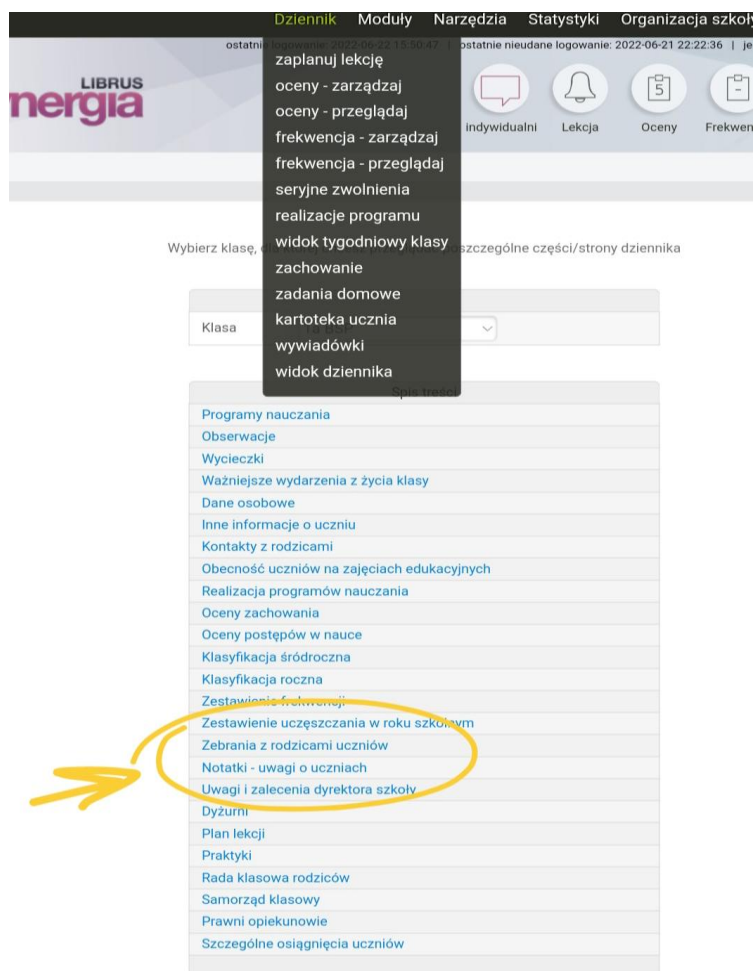 Dziennik Moduły Narzędzia Statystyki Organizacja szkoły
ostatnie logowanie: 2022-06-22 15:50:47 | ostatnie nieudane logowanie: 2022-06-21 22:22:36 | je
LIBRUS
nergia
zaplanuj lekcję
oceny - zarządzaj
oceny - przeglądaj
frekwencja - zarządzaj
frekwencja - przeglądaj
seryjne zwolnienia
realizacje programu
widok tygodniowy klasy
zachowanie
zadania domowe
kartoteka ucznia
wywiadówki
widok dziennika
5
indywidualni Lekcja Oceny Frekwen
Wybierz klasę, poszczególne części/strony dziennika
Klasa
Spis treści
Programy nauczania
Obserwacje
Wycieczki
Ważniejsze wydarzenia z życia klasy
Dane osobowe
Inne informacje o uczniu
Kontakty z rodzicami
Obecność uczniów na zajęciach edukacyjnych
Realizacja programów nauczania
Oceny zachowania
Oceny postępów w nauce
Klasyfikacja śródroczna
Klasyfikacja roczna
Zestawienie frekwencji
Zestawienie uczęszczania w roku szkolnym
Zebrania z rodzicami uczniów
Notatki - uwagi o uczniach
Uwagi i zalecenia dyrektora szkoły
Dyżurni
Plan lekcji
Praktyki
Rada klasowa rodziców
Samorząd klasowy
Prawni opiekunowie
Szczególne osiągnięcia uczniów